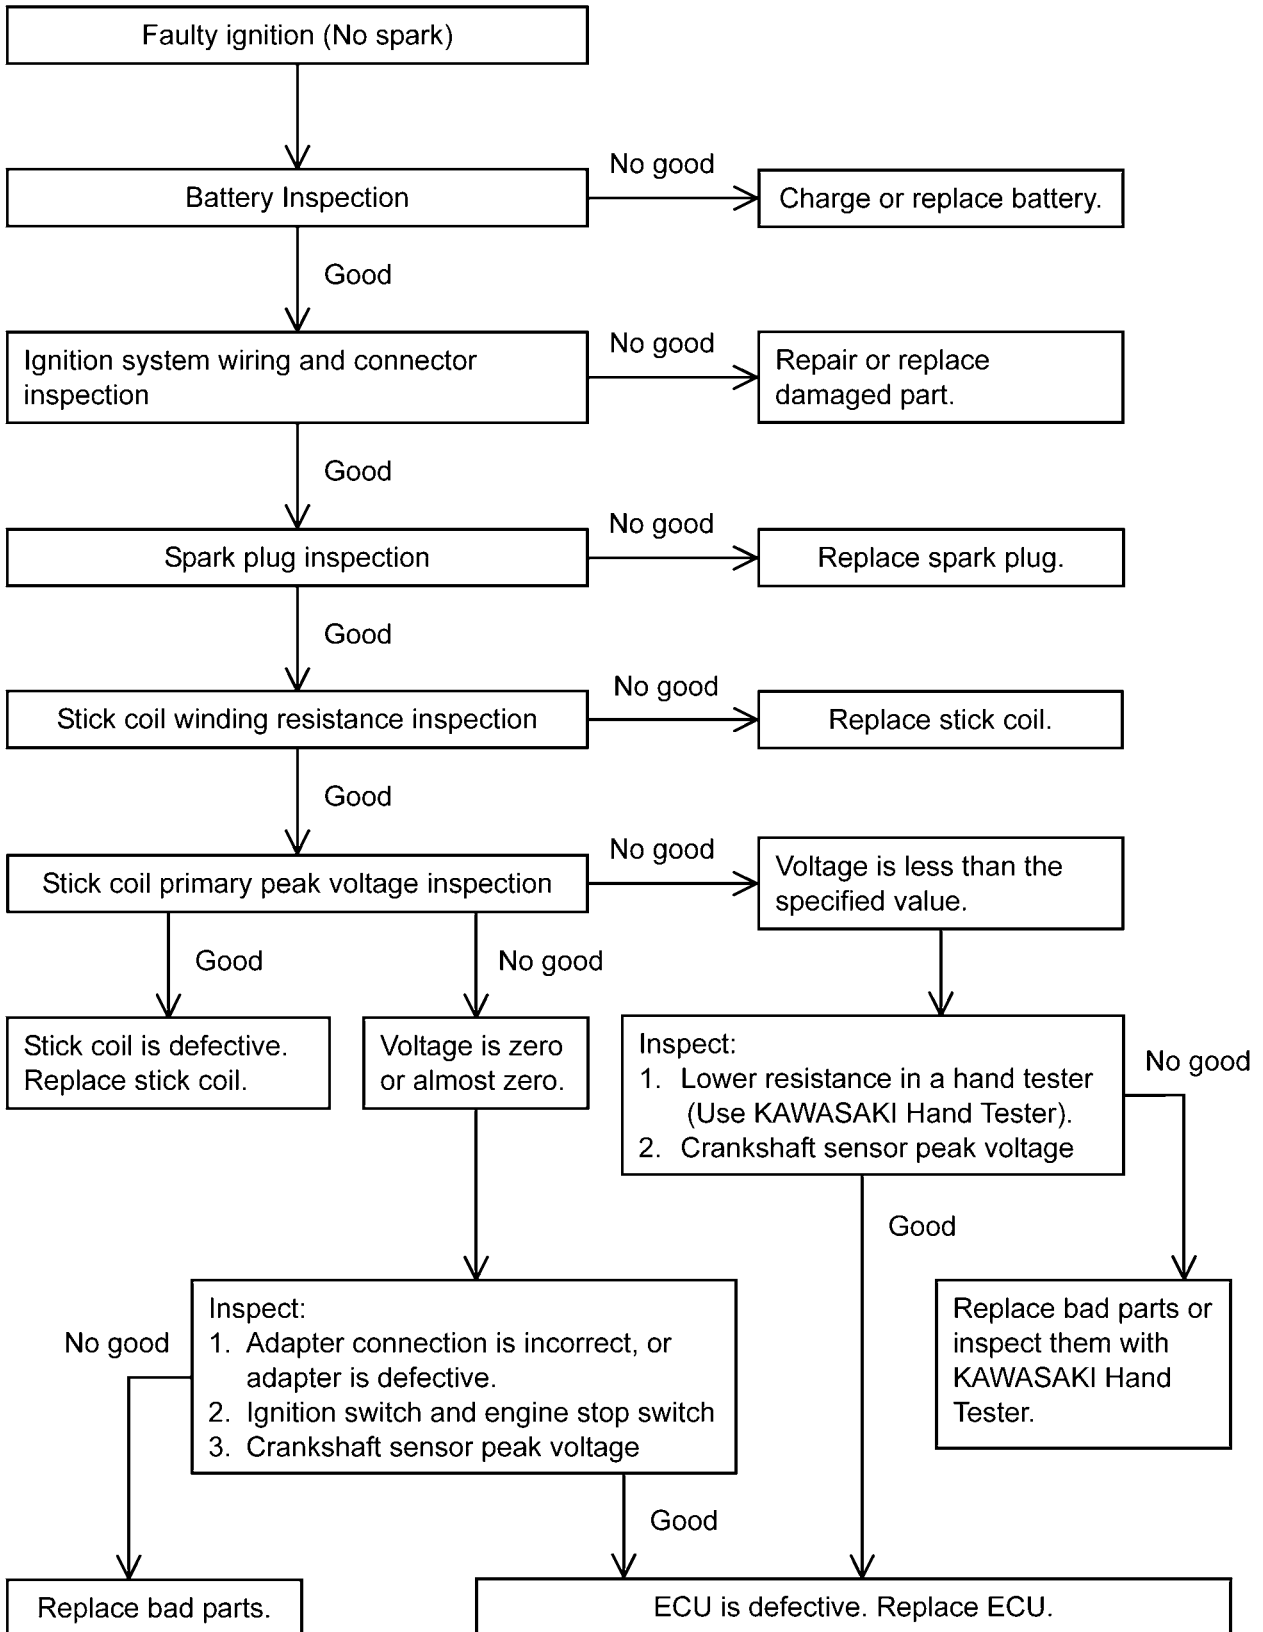 Faulty ignition (No spark)
No good
Battery Inspection
Charge or replace battery.
Good
No good
Ignition system wiring and connector
inspection
Repair or replace
damaged part.
Good
No good
Spark plug inspection
Replace spark plug.
Good
No good
Stick coil winding resistance inspection
Replace stick coil.
Good
No good
Stick coil primary peak voltage inspection
Voltage is less than the
specified value.
Good
No good
Stick coil is defective.
Replace stick coil.
Voltage is zero
or almost zero.
Inspect:
1. Lower resistance in a hand tester
(Use KAWASAKI Hand Tester).
2. Crankshaft sensor peak voltage
No good
Good
No good
Inspect:
1. Adapter connection is incorrect, or
adapter is defective.
2. Ignition switch and engine stop switch
3. Crankshaft sensor peak voltage
Replace bad parts or
inspect them with
KAWASAKI Hand
Tester.
Good
Replace bad parts.
ECU is defective. Replace ECU.